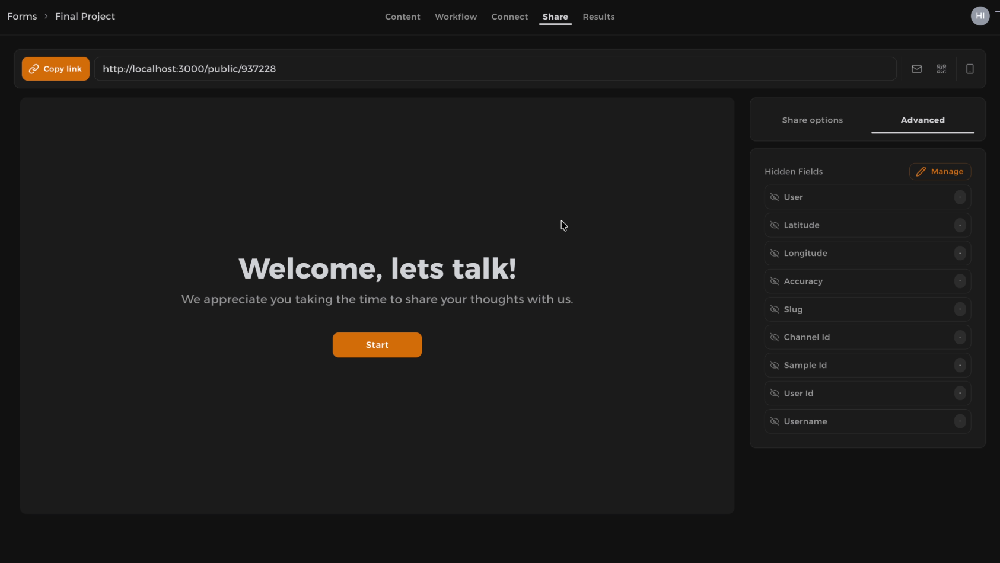 Forms > Final Project
Content Workflow Connect Share Results
HI
Copy link
http://localhost:3000/public/937228
Share options Advanced
Welcome, lets talk!
We appreciate you taking the time to share your thoughts with us.
Start
Hidden Fields
Manage
User -
Latitude -
Longitude -
Accuracy -
Slug -
Channel Id -
Sample Id -
User Id -
Username -